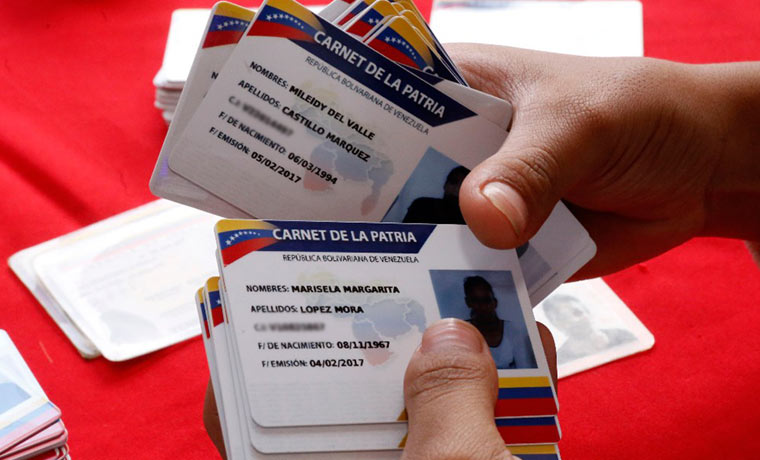 CARNET DE LA PATRIA
REPÚBLICA BOLIVARIANA DE VENEZUELA
NOMBRES: MILEIDY DEL VALLE
APELLIDOS: CASTILLO MARQUEZ
F/ DE NACIMIENTO: 06/03/1994
F/ EMISIÓN: 05/02/2017
CARNET DE LA PATRIA
REPÚBLICA BOLIVARIANA DE VENEZUELA
NOMBRES: MARISELA MARGARITA
APELLIDOS: LOPEZ MORA
F/ DE NACIMIENTO: 08/11/1967
F/ EMISIÓN: 04/02/2017